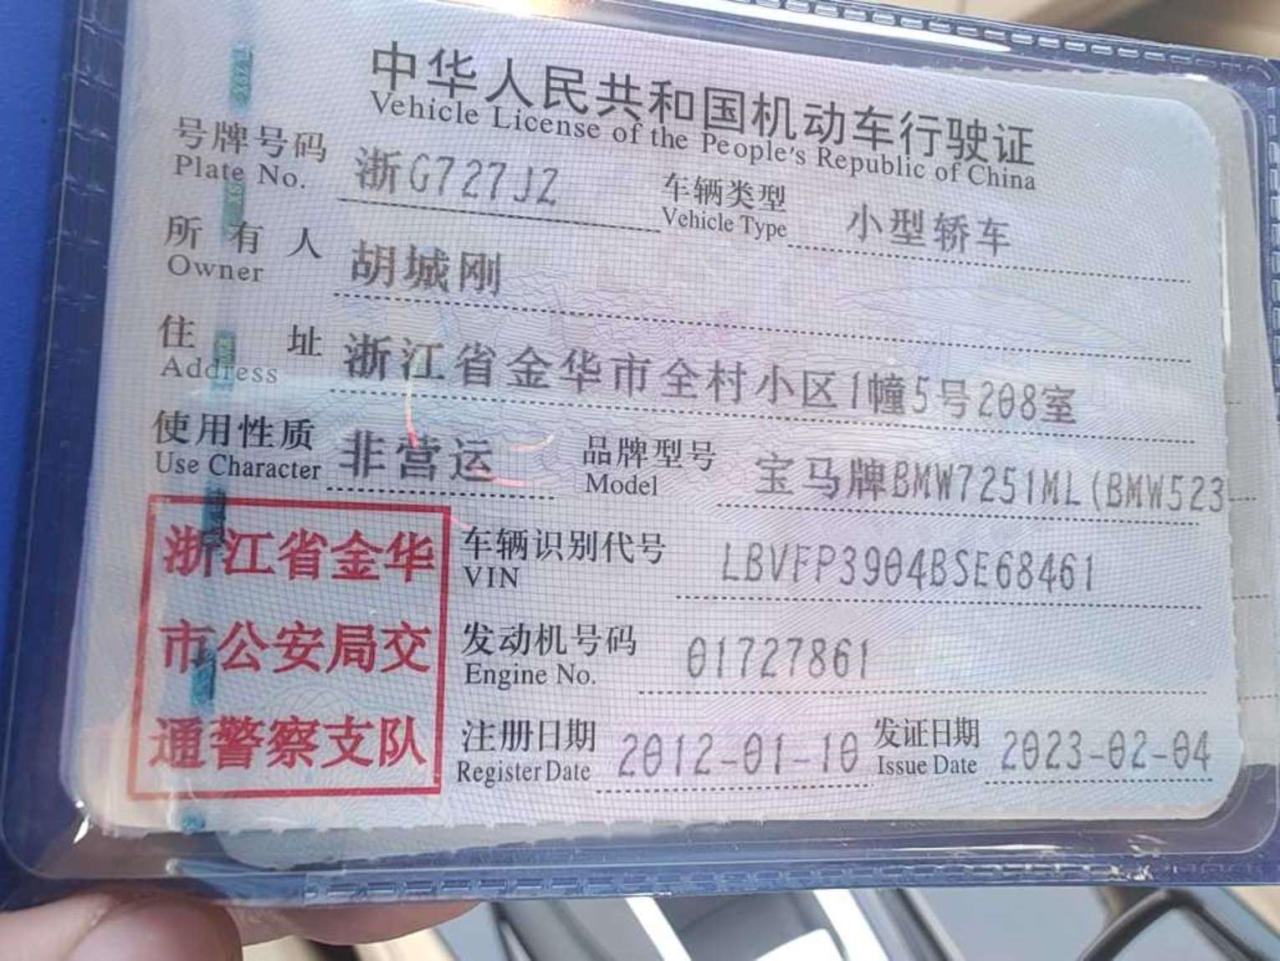 中华人民共和国机动车行驶证
Vehicle License of the People's Republic of China
号牌号码 浙G727JZ 车辆类型 小型轿车
Plate No. Vehicle Type
所有人 胡城刚
Owner
住址 浙江省金华市全村小区1幢5号208室
Address
使用性质 非营运 品牌型号 宝马牌BMW7251ML(BMW523
Use Character Model
浙江省金华
市公安局交
通警察支队
车辆识别代号 LBVFP3904BSE68461
VIN
发动机号码 01727861
Engine No.
注册日期 2012-01-10 发证日期 2023-02-04
Register Date Issue Date